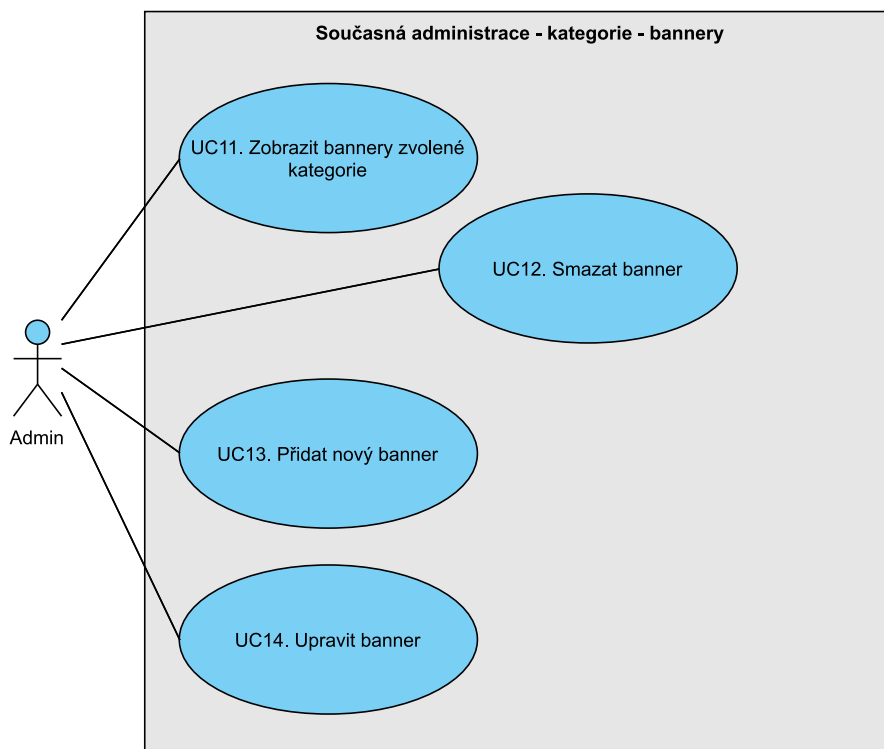 Současná administrace - kategorie - bannery
UC11. Zobrazit bannery zvolené
kategorie
UC12. Smazat banner
Admin
UC13. Přidat nový banner
UC14. Upravit banner